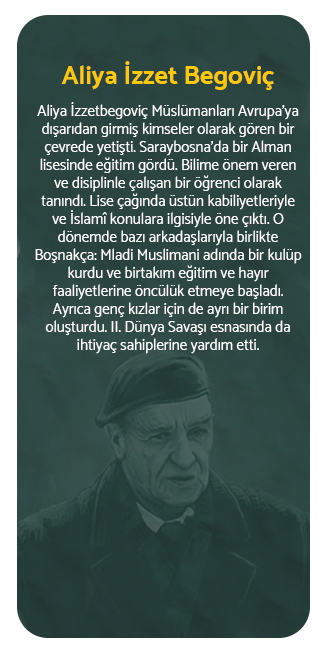 Aliya İzzet Begoviç
Aliya İzzetbegoviç Müslümanları Avrupa'ya
dışarıdan girmiş kimseler olarak gören bir
çevrede yetişti. Saraybosna'da bir Alman
lisesinde eğitim gördü. Bilime önem veren
ve disiplinle çalışan bir öğrenci olarak
tanındı. Lise çağında üstün kabiliyetleriyle
ve İslamî konulara ilgisiyle öne çıktı. O
dönemde bazı arkadaşlarıyla birlikte
Boşnakça: Mladi Muslimani adında bir kulüp
kurdu ve birtakım eğitim ve hayır
faaliyetlerine öncülük etmeye başladı.
Ayrıca genç kızlar için de ayrı bir birim
oluşturdu. II. Dünya Savaşı esnasında da
ihtiyaç sahiplerine yardım etti.